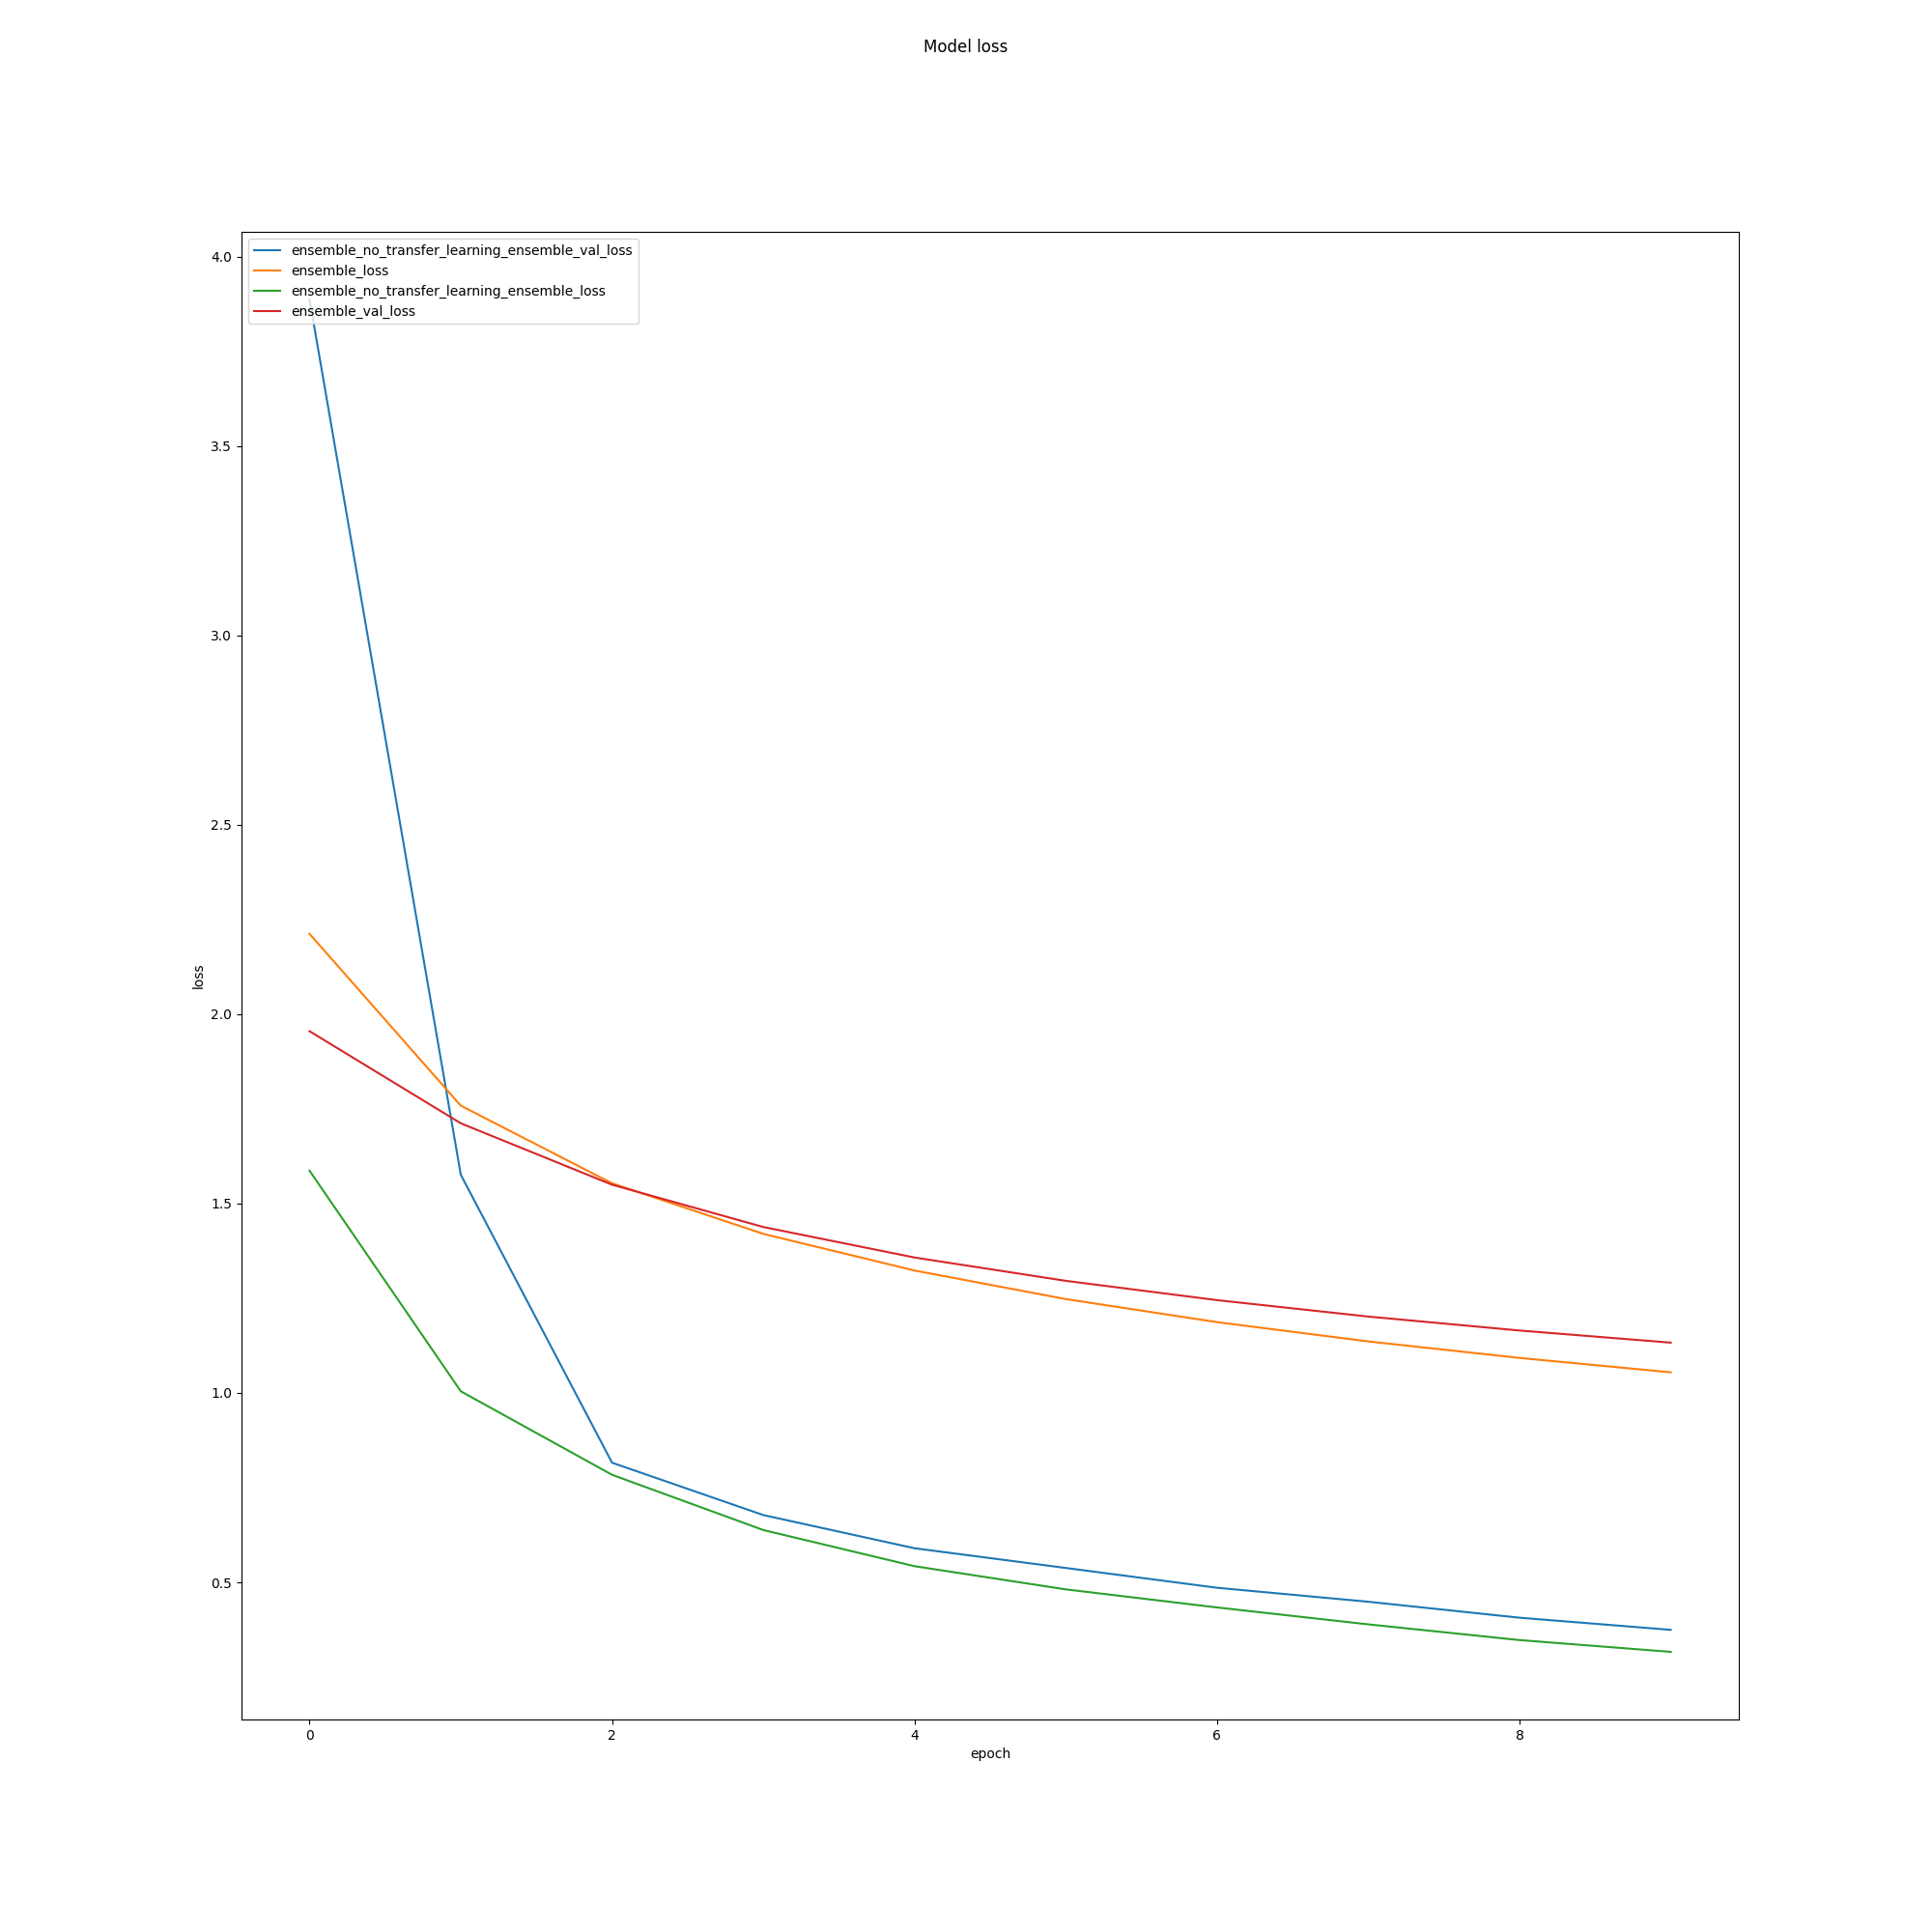 Model loss
ensemble_no_transfer_learning_ensemble_val_loss
ensemble_loss
ensemble_no_transfer_learning_ensemble_loss
ensemble_val_loss
4.0
3.5
3.0
2.5
2.0
1.5
1.0
0.5
loss
0 2 4 6 8
epoch